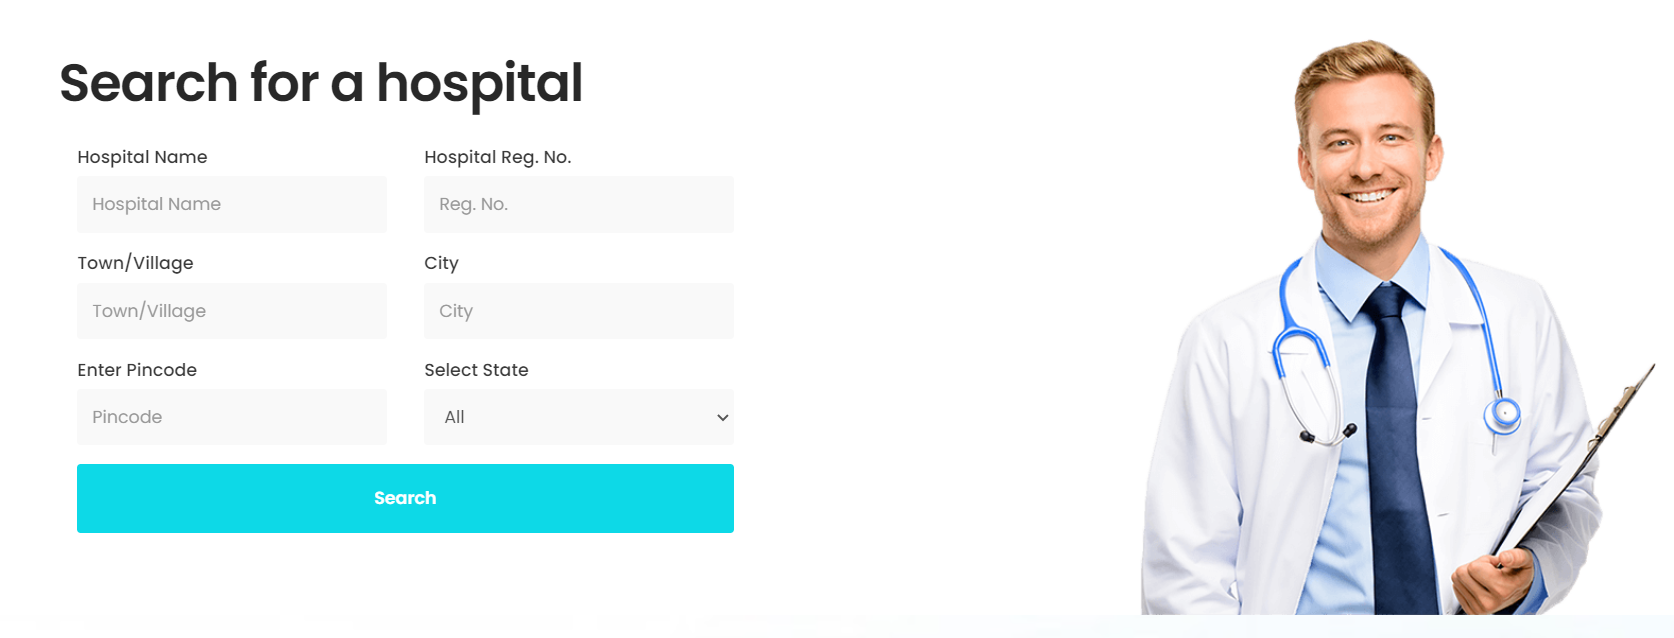 Search for a hospital
Hospital Name
Hospital Reg. No.
Hospital Name
Reg. No.
Town/Village
City
Town/Village
City
Enter Pincode
Select State
Pincode
All
Search